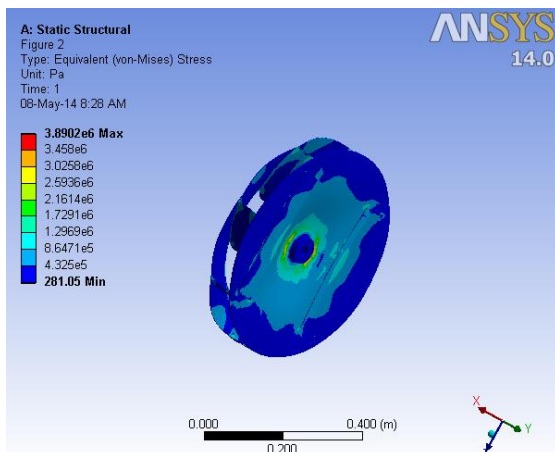 A: Static Structural
Figure 2
Type: Equivalent (von-Mises) Stress
Unit: Pa
Time: 1
08-May-14 8:28 AM
ANSYS
14.0
3.8902e6 Max
3.458e6
3.0258e6
2.5936e6
2.1614e6
1.7291e6
1.2969e6
8.6471e5
4.325e5
281.05 Min
0.000
0.400 (m)
0.200
X
Y